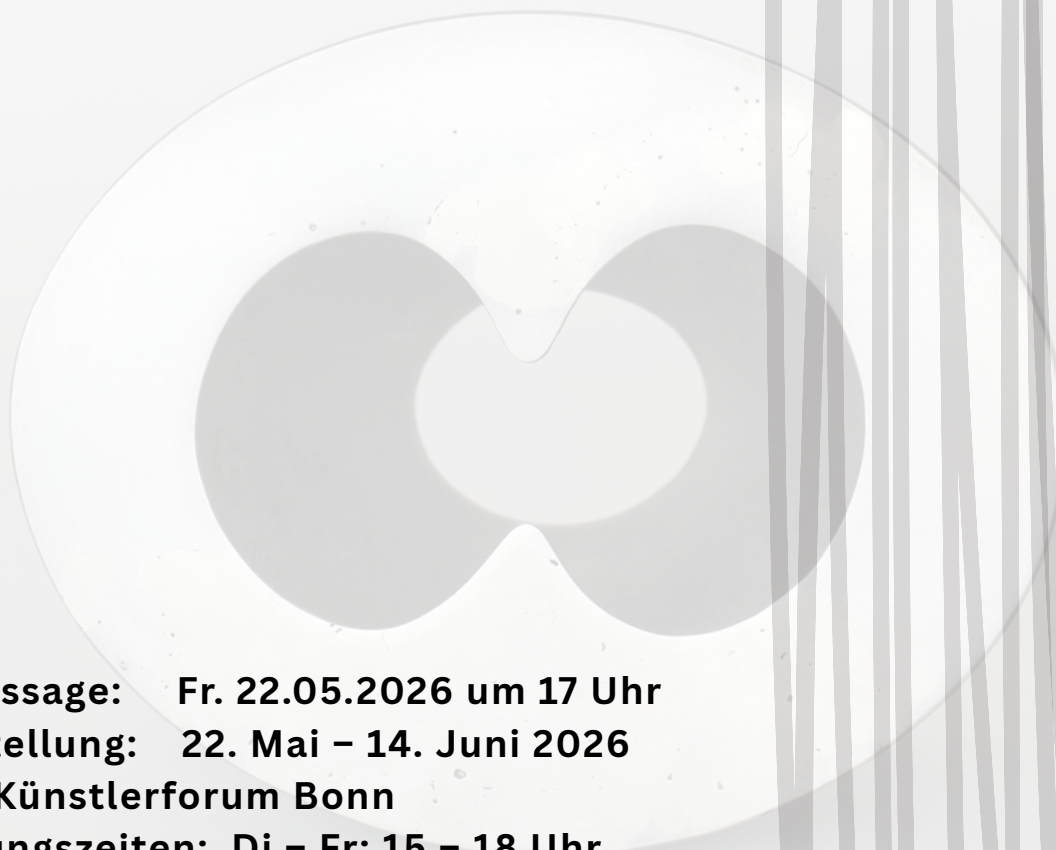 ssage: Fr. 22.05.2026 um 17 Uhr
ellung: 22. Mai – 14. Juni 2026
Künstlerforum Bonn
ngszeiten: Di – Fr: 15 – 18 Uhr